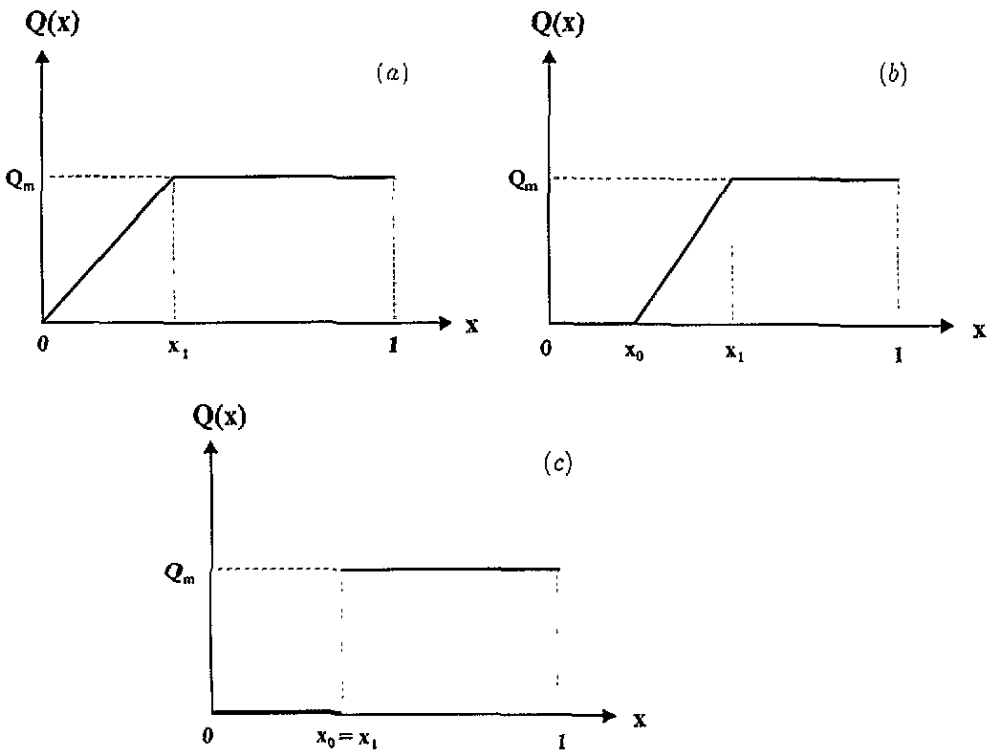 Q(x)
(a)
Qₘ
0 x₁ 1 x
Q(x)
(b)
Qₘ
0 x₀ x₁ 1 x
Q(x)
(c)
Qₘ
0 x₀ = x₁ 1 x